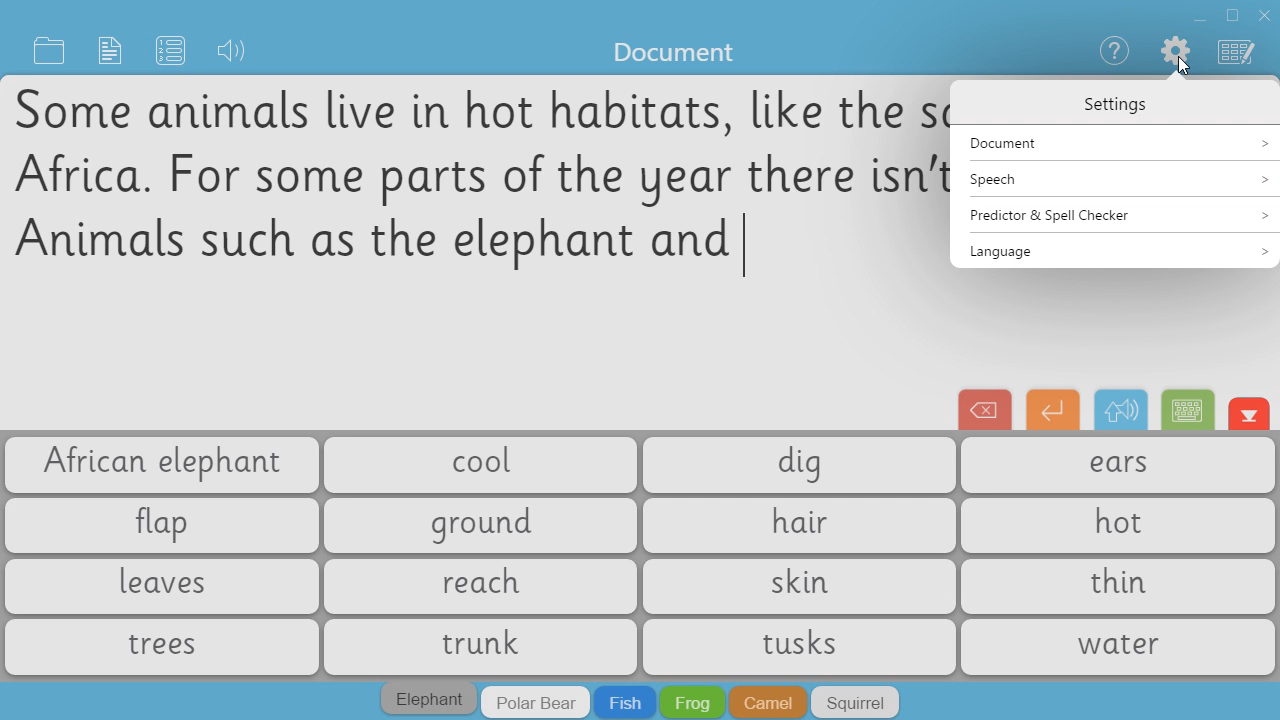 Document
Some animals live in hot habitats, like the
Africa. For some parts of the year there isn't
Animals such as the elephant and
Settings
Document >
Speech >
Predictor & Spell Checker >
Language >
African elephant cool dig ears
flap ground hair hot
leaves reach skin thin
trees trunk tusks water
Elephant Polar Bear Fish Frog Camel Squirrel